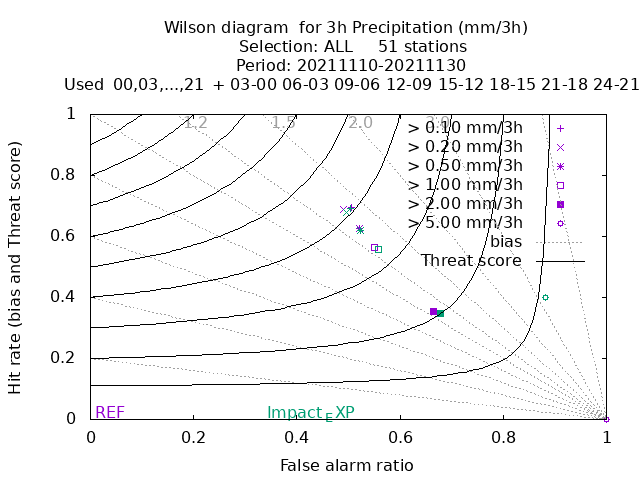 Wilson diagram  for 3h Precipitation (mm/3h)
Selection: ALL     51 stations
Period: 20211110-20211130
Used  00,03,...,21  + 03-00 06-03 09-06 12-09 15-12 18-15 21-18 24-21
1.2 1.5 2.0 3.0
> 0.10 mm/3h
> 0.20 mm/3h
> 0.50 mm/3h
> 1.00 mm/3h
> 2.00 mm/3h
> 5.00 mm/3h
bias
Threat score
Hit rate (bias and Threat score)
1
0.8
0.6
0.4
0.2
0
REF Impact_EXP
0 0.2 0.4 0.6 0.8 1
False alarm ratio